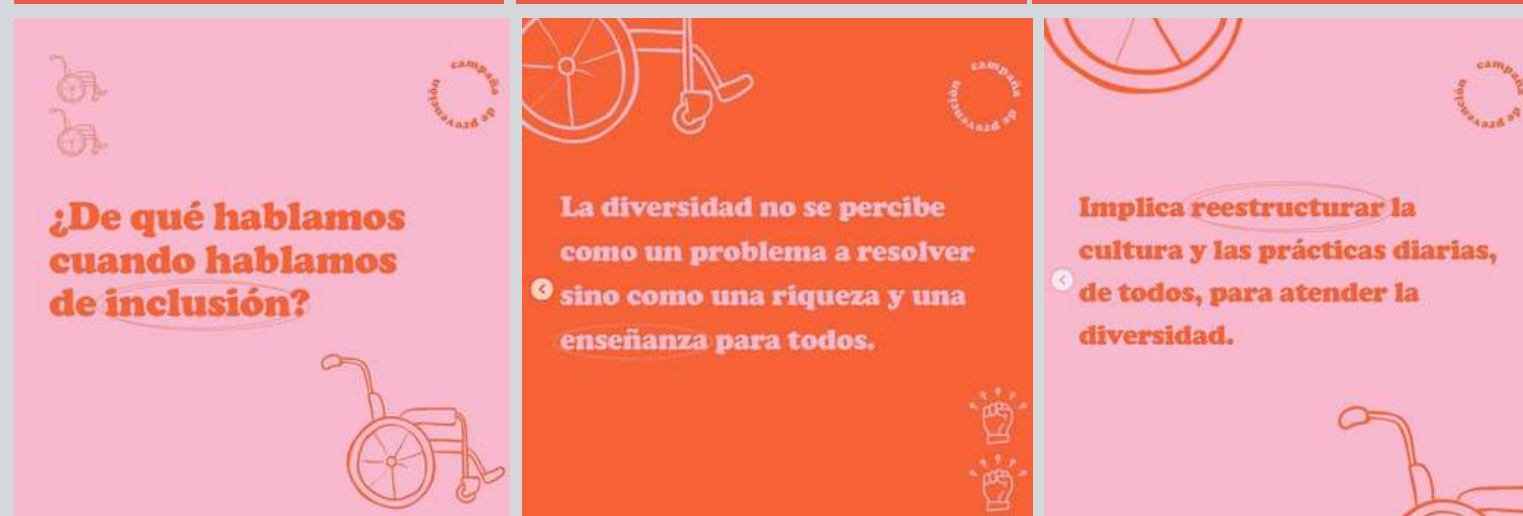 campaña de prevención
¿De qué hablamos
cuando hablamos
de inclusión?
campaña de prevención
La diversidad no se percibe
como un problema a resolver
sino como una riqueza y una
enseñanza para todos.
campaña de prevención
Implica reestructurar la
cultura y las prácticas diarias,
de todos, para atender la
diversidad.